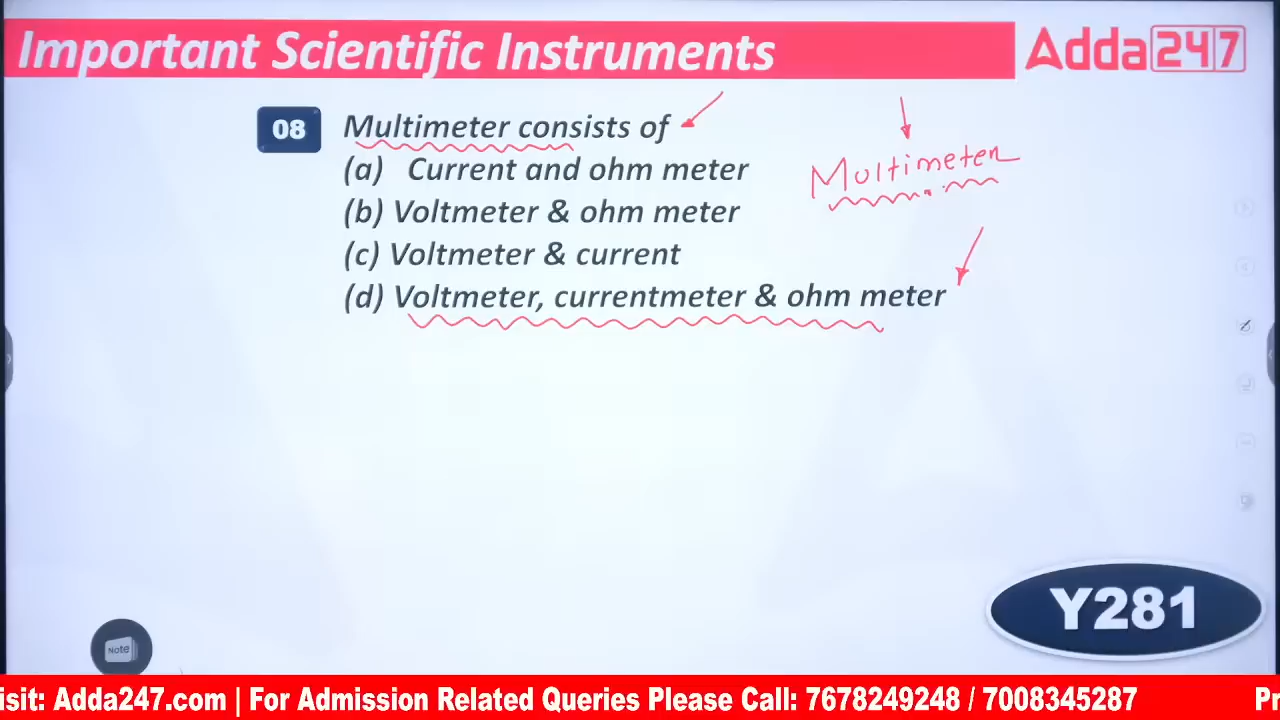 Important Scientific Instruments
Adda247
08 Multimeter consists of
(a) Current and ohm meter
(b) Voltmeter & ohm meter
(c) Voltmeter & current
(d) Voltmeter, currentmeter & ohm meter
Multimeter
Y281
Note
isit: Adda247.com | For Admission Related Queries Please Call: 7678249248 / 7008345287
Pr